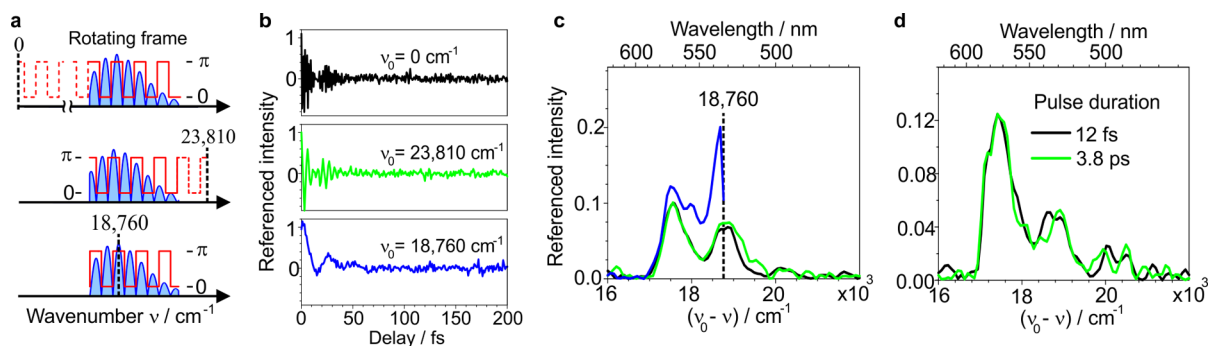 a
0
Rotating frame
π
0
23,810
π
0
18,760
π
0
Wavenumber ν / cm⁻¹
b
Referenced intensity
1
0
ν₀= 0 cm⁻¹
1
0
ν₀= 23,810 cm⁻¹
1
0
ν₀= 18,760 cm⁻¹
0 50 100 150 200
Delay / fs
c
Wavelength / nm
600 550 500
18,760
Referenced intensity
0.2
0.1
0.0
16 18 20 x10³
(ν₀- ν) / cm⁻¹
d
Wavelength / nm
600 550 500
Pulse duration
12 fs
3.8 ps
0.12
0.08
0.04
0.00
16 18 20 x10³
(ν₀- ν) / cm⁻¹